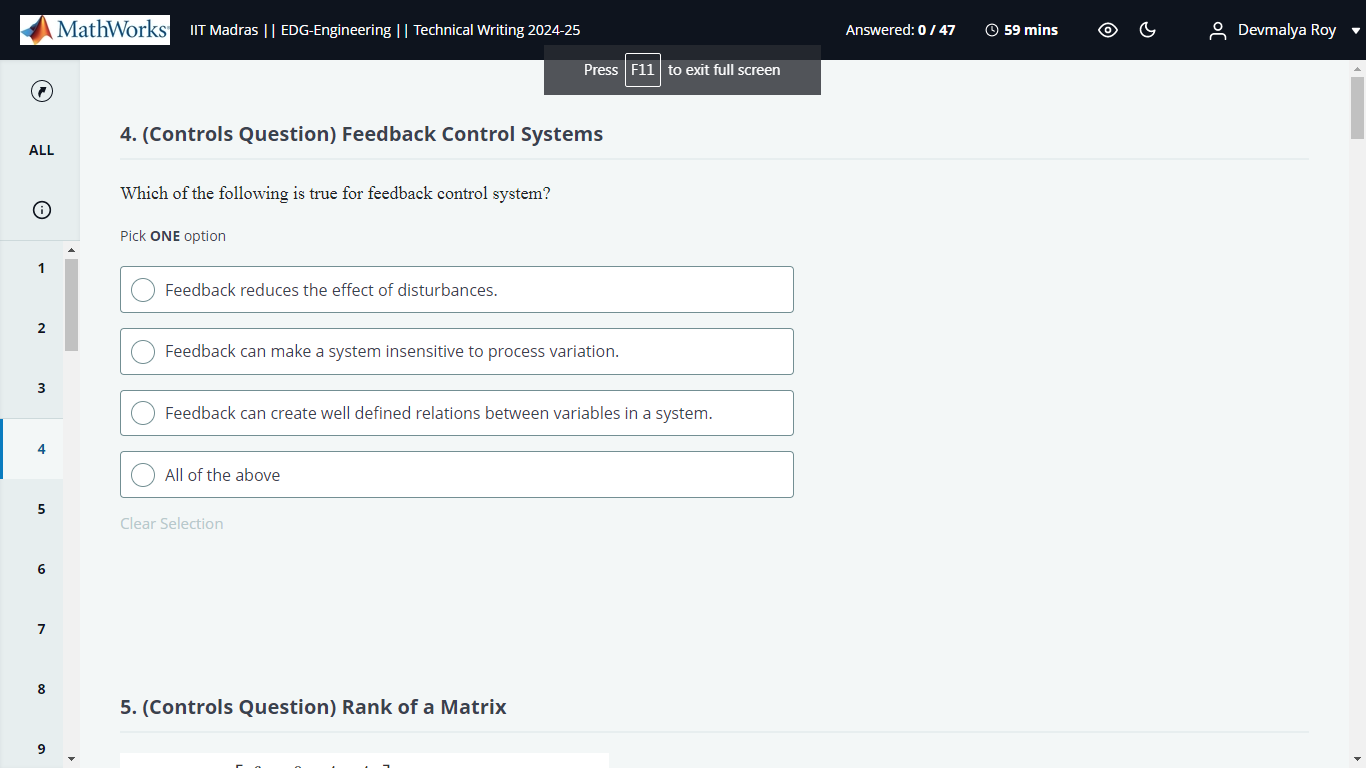 MathWorks IIT Madras || EDG-Engineering || Technical Writing 2024-25 Answered: 0 / 47 59 mins Devmalya Roy
Press F11 to exit full screen
ALL
1
2
3
4
5
6
7
8
9
4. (Controls Question) Feedback Control Systems
Which of the following is true for feedback control system?
Pick ONE option
Feedback reduces the effect of disturbances.
Feedback can make a system insensitive to process variation.
Feedback can create well defined relations between variables in a system.
All of the above
Clear Selection
5. (Controls Question) Rank of a Matrix